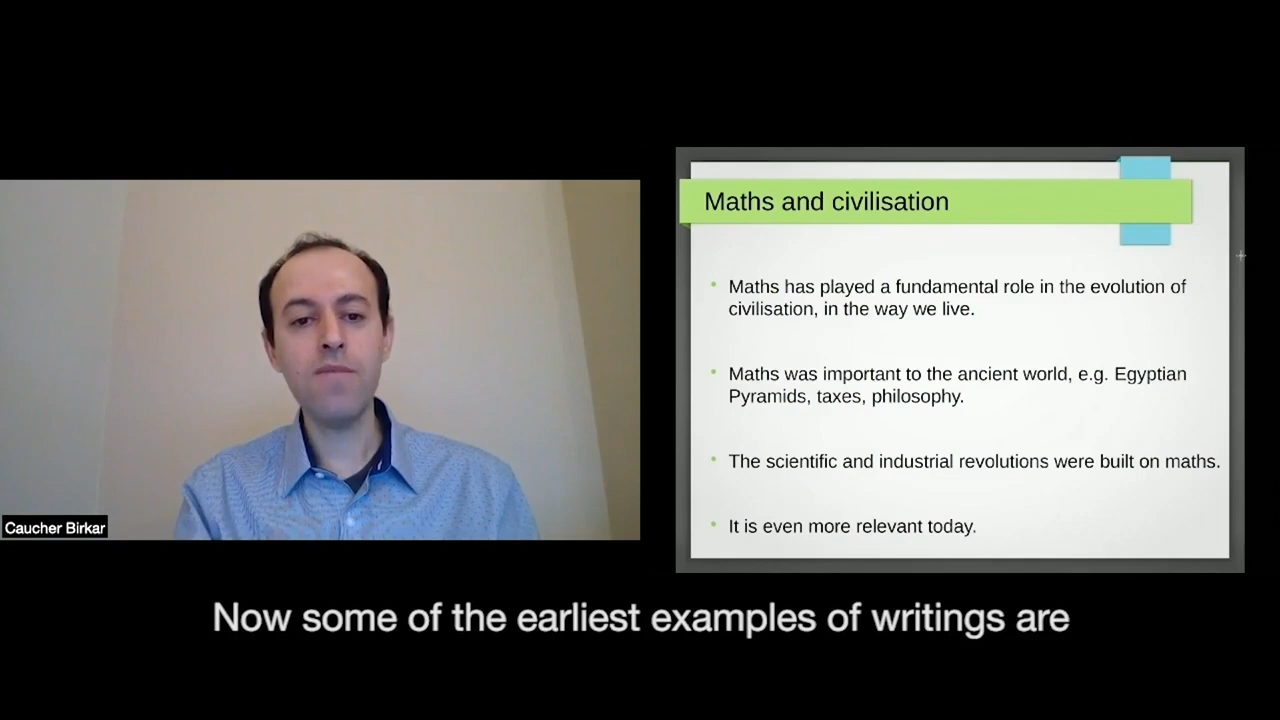 Maths and civilisation
Maths has played a fundamental role in the evolution of
civilisation, in the way we live.
Maths was important to the ancient world, e.g. Egyptian
Pyramids, taxes, philosophy.
The scientific and industrial revolutions were built on maths.
It is even more relevant today.
Caucher Birkar
Now some of the earliest examples of writings are